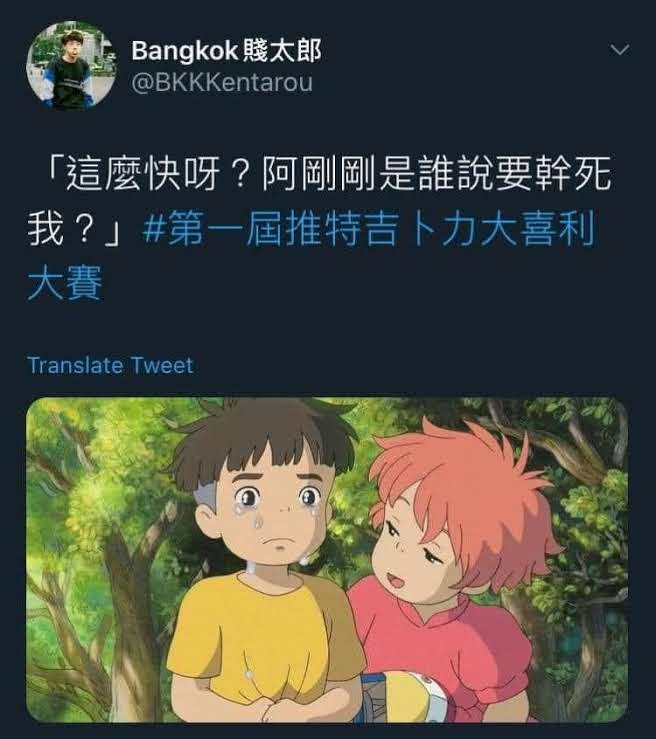 Bangkok賤太郎
@BKKKentarou
「這麼快呀？阿剛剛是誰說要幹死
我？」#第一屆推特吉卜力大喜利
大賽
Translate Tweet